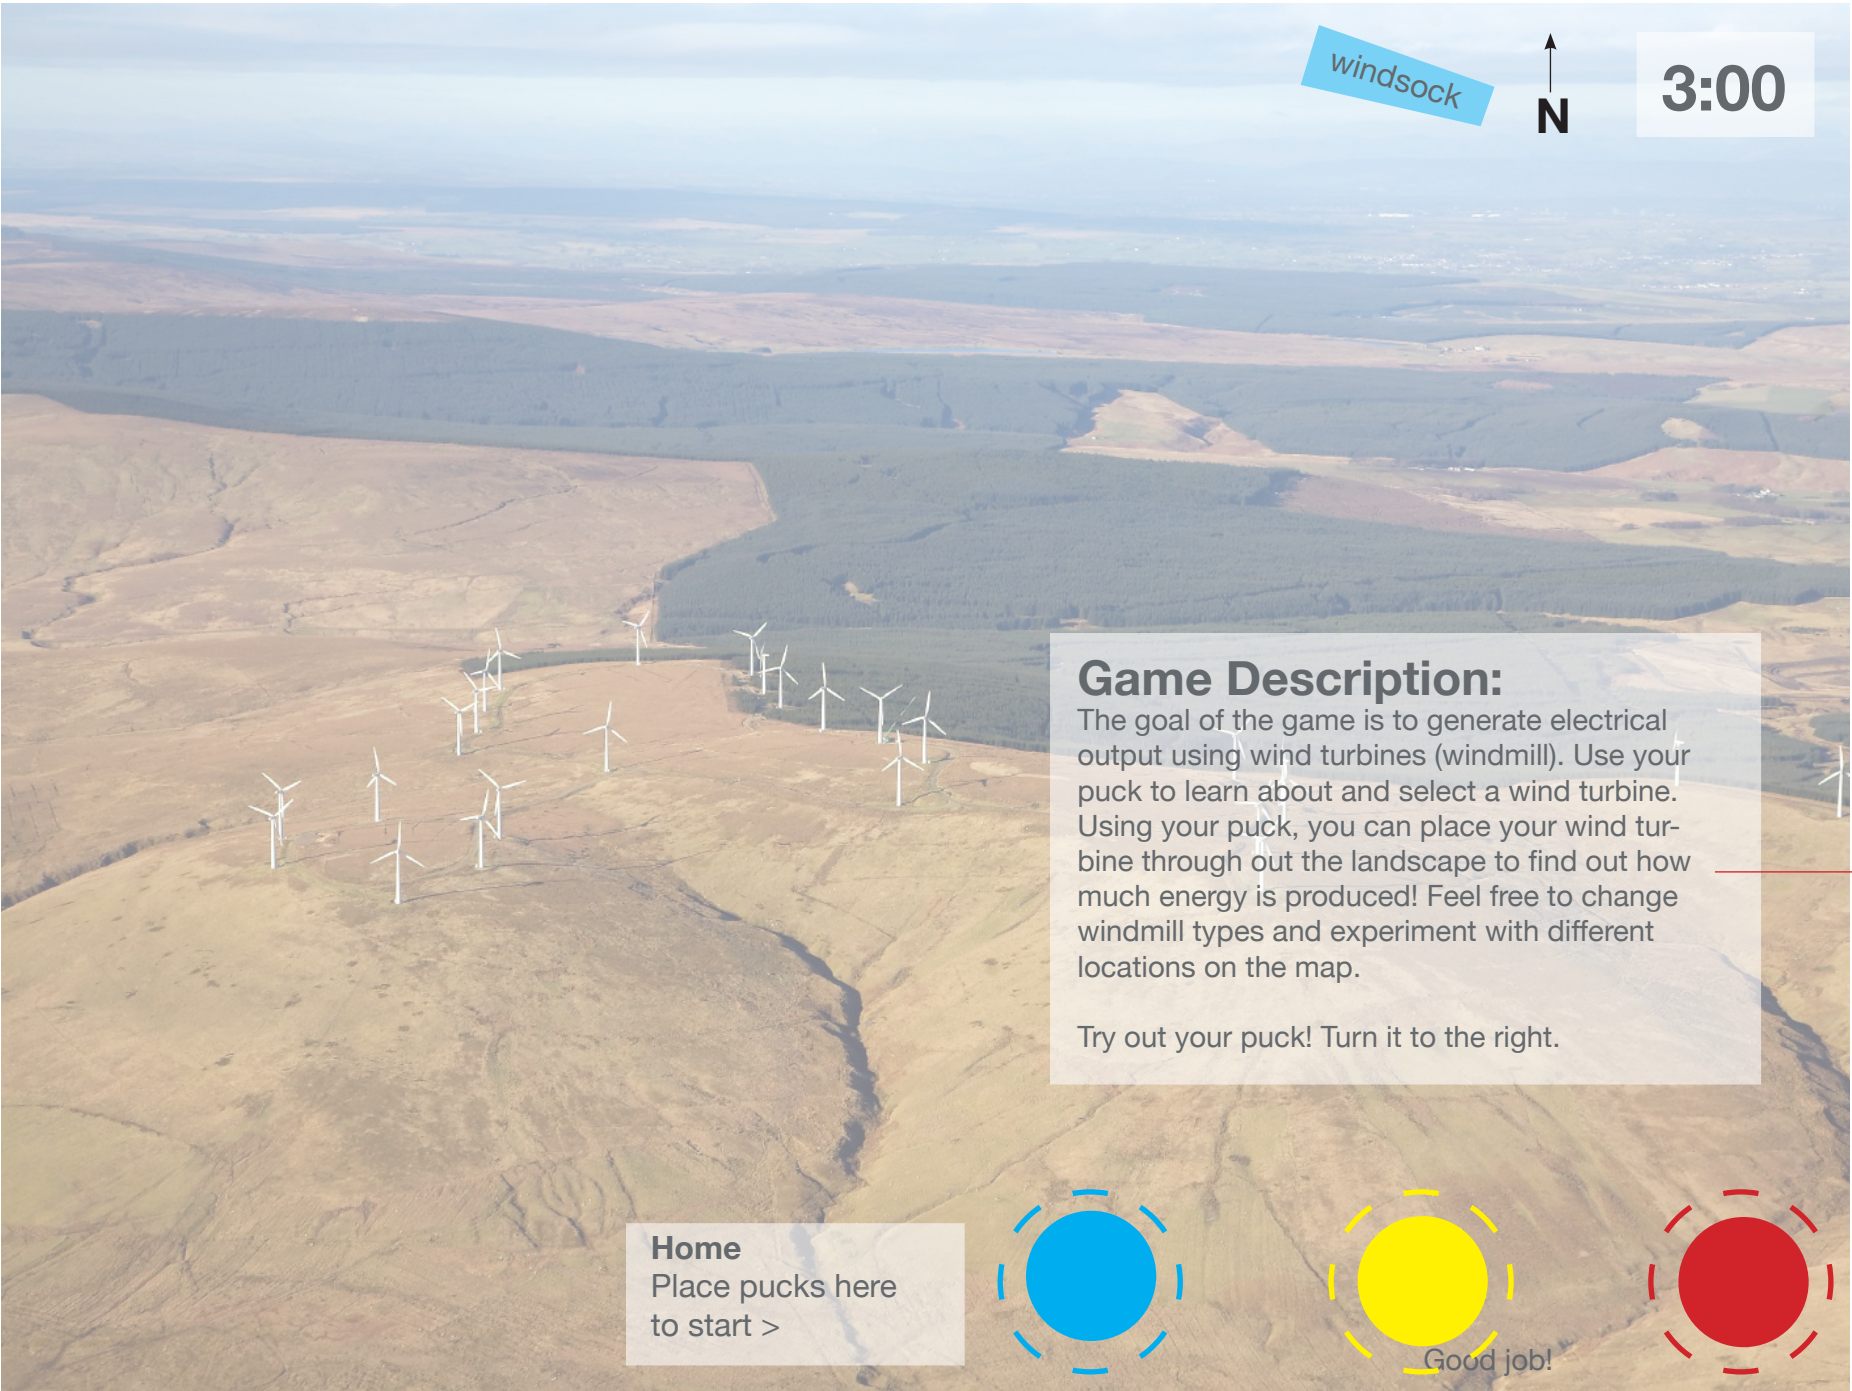 windsock
N
3:00
Game Description:
The goal of the game is to generate electrical
output using wind turbines (windmill). Use your
puck to learn about and select a wind turbine.
Using your puck, you can place your wind tur-
bine through out the landscape to find out how
much energy is produced! Feel free to change
windmill types and experiment with different
locations on the map.
Try out your puck! Turn it to the right.
Home
Place pucks here
to start >
Good job!